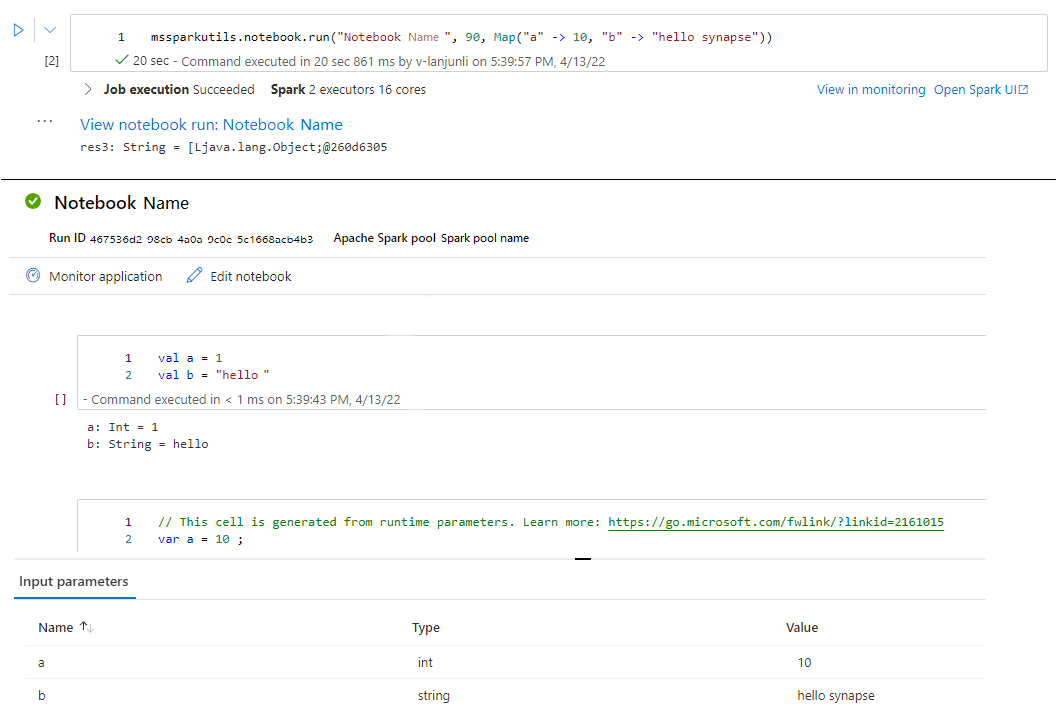 1 mssparkutils.notebook.run("Notebook Name ", 90, Map("a" -> 10, "b" -> "hello synapse"))
[2] 20 sec - Command executed in 20 sec 861 ms by v-lanjunli on 5:39:57 PM, 4/13/22
Job execution Succeeded Spark 2 executors 16 cores View in monitoring Open Spark UI
...
View notebook run: Notebook Name
res3: String = [Ljava.lang.Object;@260d6305
Notebook Name
Run ID 467536d2 98cb 4a0a 9c0c 5c1668acb4b3 Apache Spark pool Spark pool name
Monitor application Edit notebook
1 val a = 1
2 val b = "hello "
[ ] - Command executed in < 1 ms on 5:39:43 PM, 4/13/22
a: Int = 1
b: String = hello
1 // This cell is generated from runtime parameters. Learn more: https://go.microsoft.com/fwlink/?linkid=2161015
2 var a = 10 ;
Input parameters
Name Type Value
a int 10
b string hello synapse